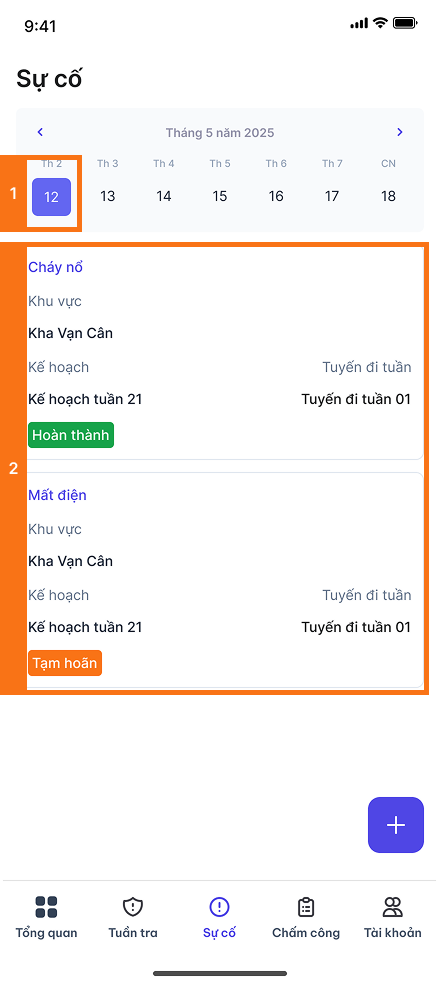 9:41
Sự cố
Tháng 5 năm 2025
Th 2 Th 3 Th 4 Th 5 Th 6 Th 7 CN
1
12 13 14 15 16 17 18
Cháy nổ
Khu vực
Kha Vạn Cân
Kế hoạch Tuyến đi tuần
Kế hoạch tuần 21 Tuyến đi tuần 01
Hoàn thành
2
Mất điện
Khu vực
Kha Vạn Cân
Kế hoạch Tuyến đi tuần
Kế hoạch tuần 21 Tuyến đi tuần 01
Tạm hoãn
Tổng quan Tuần tra Sự cố Chấm công Tài khoản